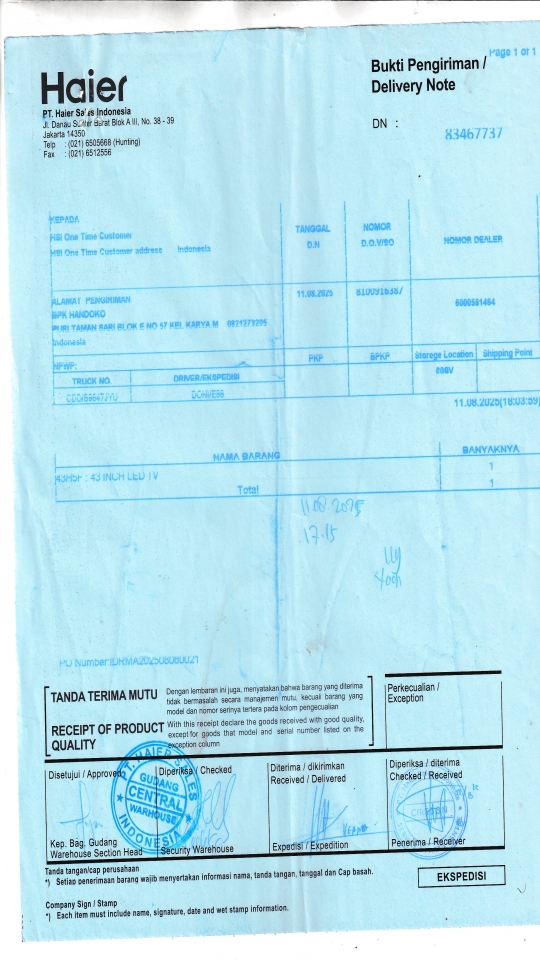 Page 1 of 1
Haier
Bukti Pengiriman /
Delivery Note
PT. Haier Sales Indonesia
Jl. Danau Sunter Barat Blok A III, No. 38 - 39
Jakarta 14350
Telp : (021) 6505668 (Hunting)
Fax : (021) 6512556
DN :
83467737
KEPADA
HSI One Time Customer
HSI One Time Customer address Indonesia
TANGGAL
D.N
NOMOR
D.O.V/SO
NOMOR DEALER
ALAMAT PENGIRIMAN
BPK HANDOKO
PURI TAMAN SARI BLOK E NO 57 KEL KARYA M
Indonesia
11.08.2025
NPWP:
PKP
BPKP
Storege Location
Shipping Point
TRUCK NO.
DRIVER/EKSPEDISI
11.08.2025(18:03:59)
NAMA BARANG
BANYAKNYA
43H5F : 43 INCH LED TV
1
Total
1
11.08.2025
17.15
PO Number:IDRMA202508060021
TANDA TERIMA MUTU
Dengan lembaran ini juga, menyatakan bahwa barang yang diterima
tidak bermasalah secara manajemen mutu, kecuali barang yang
model dan nomor serinya tertera pada kolom pengecualian
RECEIPT OF PRODUCT
QUALITY
With this receipt declare the goods received with good quality,
except for goods that model and serial number listed on the
exception column
Perkecualian /
Exception
Disetujui / Approved
Diperiksa / Checked
Diterima / dikirimkan
Received / Delivered
Diperiksa / diterima
Checked / Received
PT. HAIER SALES
GUDANG
CENTRAL
WARHOUSE
INDONESIA
Kep. Bag. Gudang
Warehouse Section Head
Security Warehouse
Expedisi / Expedition
Penerima / Receiver
Tanda tangan/cap perusahaan
*) Setiap penerimaan barang wajib menyertakan informasi nama, tanda tangan, tanggal dan Cap basah.
EKSPEDISI
Company Sign / Stamp
*) Each item must include name, signature, date and wet stamp information.